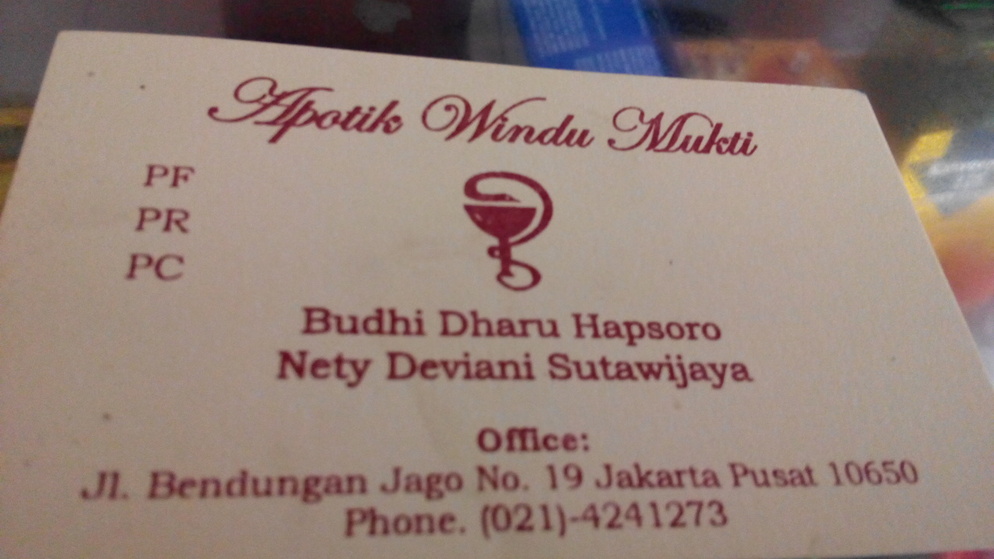 Apotik Windu Mukti
PF
PR
PC
Budhi Dharu Hapsoro
Nety Deviani Sutawijaya
Office:
Jl. Bendungan Jago No. 19 Jakarta Pusat 10650
Phone. (021)-4241273